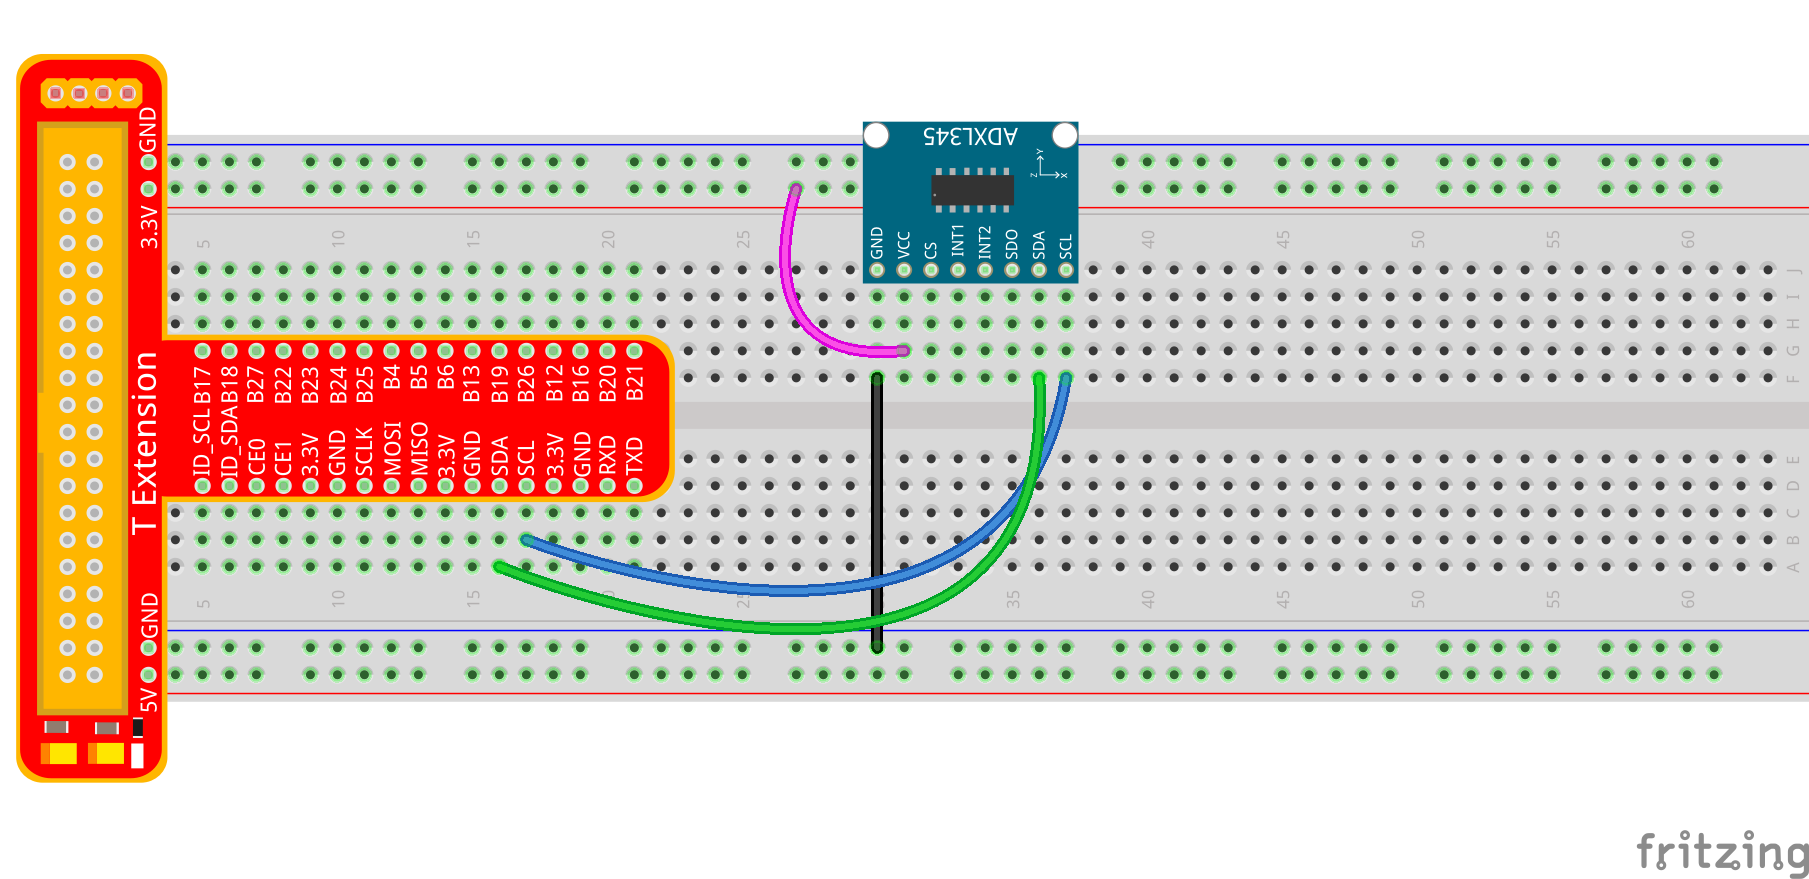 GND
3.3V
ADXL345
Y
Z
X
GND VCC CS INT1 INT2 SDO SDA SCL
5 10 15 20 25 40 45 50 55 60
J
I
H
G
F
T Extension
B17 B18 B27 B22 B23 B24 B25 B4 B5 B6 B13 B19 B26 B12 B16 B20 B21
ID_SCL ID_SDA CE0 CE1 3.3V GND SCLK MOSI MISO 3.3V GND SDA SCL 3.3V GND RXD TXD
E
D
C
B
A
5 10 15 25 35 40 45 50 55 60
GND
5V
fritzing